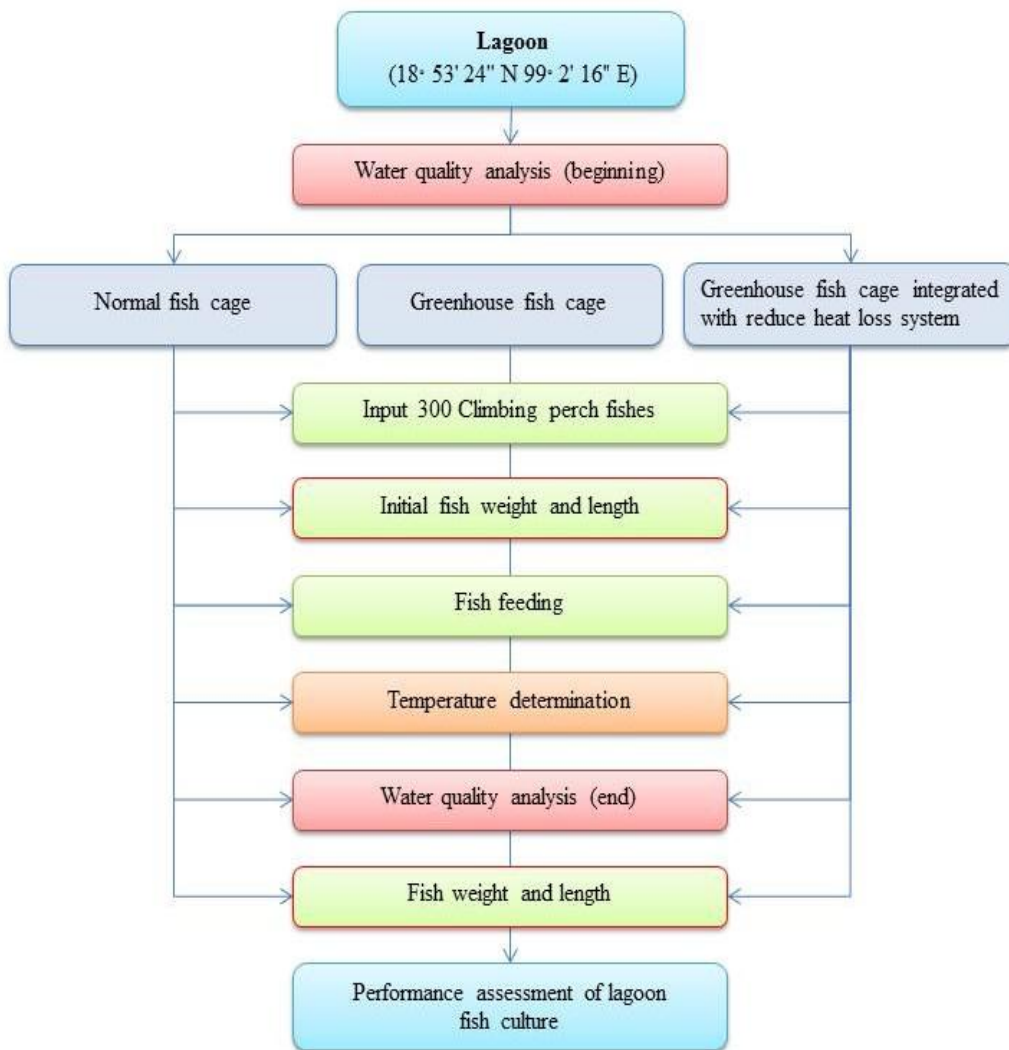 Lagoon
(18° 53' 24" N 99° 2' 16" E)
Water quality analysis (beginning)
Normal fish cage
Greenhouse fish cage
Greenhouse fish cage integrated
with reduce heat loss system
Input 300 Climbing perch fishes
Initial fish weight and length
Fish feeding
Temperature determination
Water quality analysis (end)
Fish weight and length
Performance assessment of lagoon
fish culture